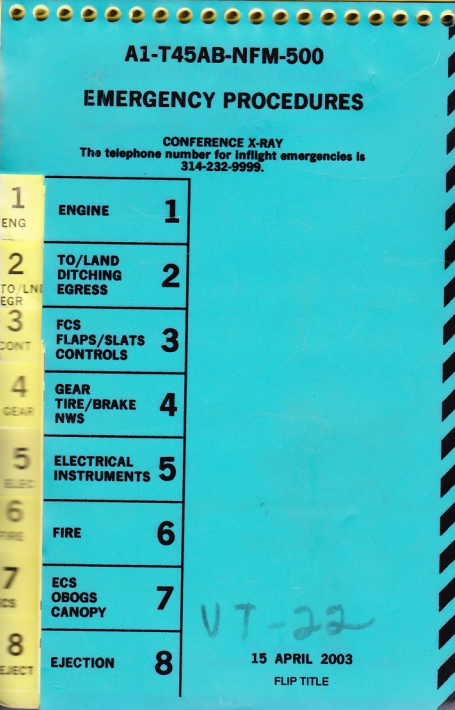 A1-T45AB-NFM-500
EMERGENCY PROCEDURES
CONFERENCE X-RAY
The telephone number for inflight emergencies is
314-232-9999.
1
ENG
ENGINE 1
2
TO/LND
EGR
TO/LAND
DITCHING
EGRESS
2
3
CONT
FCS
FLAPS/SLATS
CONTROLS
3
4
GEAR
GEAR
TIRE/BRAKE
NWS
4
5
ELEC
ELECTRICAL
INSTRUMENTS
5
6
FIRE
FIRE 6
7
ECS
ECS
OBOGS
CANOPY
7
8
EJECT
EJECTION 8
VT-22
15 APRIL 2003
FLIP TITLE